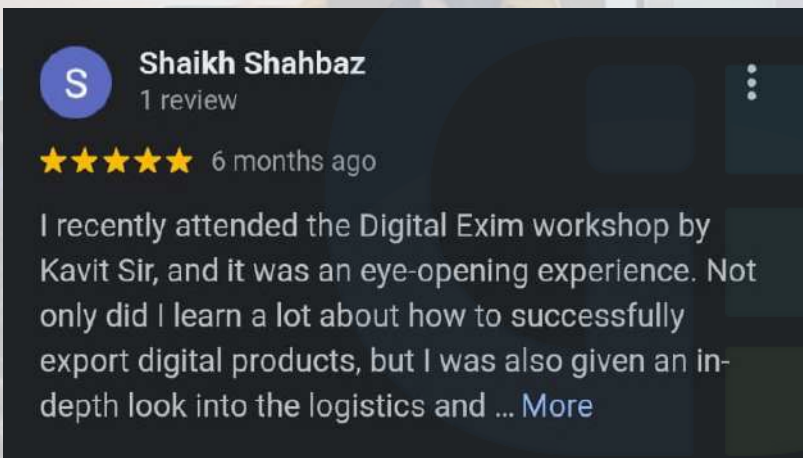 S
Shaikh Shahbaz
1 review
6 months ago
I recently attended the Digital Exim workshop by
Kavit Sir, and it was an eye-opening experience. Not
only did I learn a lot about how to successfully
export digital products, but I was also given an in-
depth look into the logistics and ... More